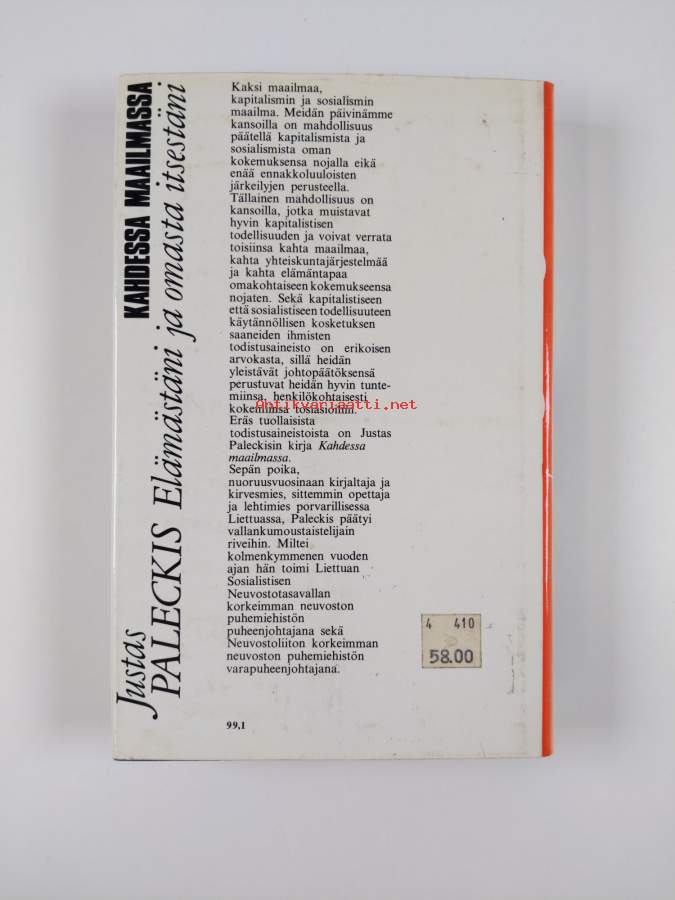 KAHDESSA MAAILMASSA
Justas
PALECKIS Elämästäni ja omasta itsestäni
Kaksi maailmaa,
kapitalismin ja sosialismin
maailma. Meidän päivinämme
kansoilla on mahdollisuus
päätellä kapitalismista ja
sosialismista oman
kokemuksensa nojalla eikä
enää ennakkoluuloisten
järkeilyjen perusteella.
Tällainen mahdollisuus on
kansoilla, jotka muistavat
hyvin kapitalistisen
todellisuuden ja voivat verrata
toisiinsa kahta maailmaa,
kahta yhteiskuntajärjestelmää
ja kahta elämäntapaa
omakohtaiseen kokemukseensa
nojaten. Sekä kapitalistiseen
että sosialistiseen todellisuuteen
käytännöllisen kosketuksen
saaneiden ihmisten
todistusaineisto on erikoisen
arvokasta, sillä heidän
yleistävät johtopäätöksensä
perustuvat heidän hyvin tunte-
miinsa, henkilökohtaisesti
kokemiinsa tosiasioihin.
Antikvariaatti.net
Eräs tuollaisista
todistusaineistoista on Justas
Paleckisin kirja Kahdessa
maailmassa.
Sepän poika,
nuoruusvuosinaan kirjaltaja ja
kirvesmies, sittemmin opettaja
ja lehtimies porvarillisessa
Liettuassa, Paleckis päätyi
vallankumoustaistelijain
riveihin. Miltei
kolmenkymmenen vuoden
ajan hän toimi Liettuan
Sosialistisen
Neuvostotasavallan
korkeimman neuvoston
puhemiehistön
puheenjohtajana sekä
Neuvostoliiton korkeimman
neuvoston puhemiehistön
varapuheenjohtajana.
4 410
58.00
99,1